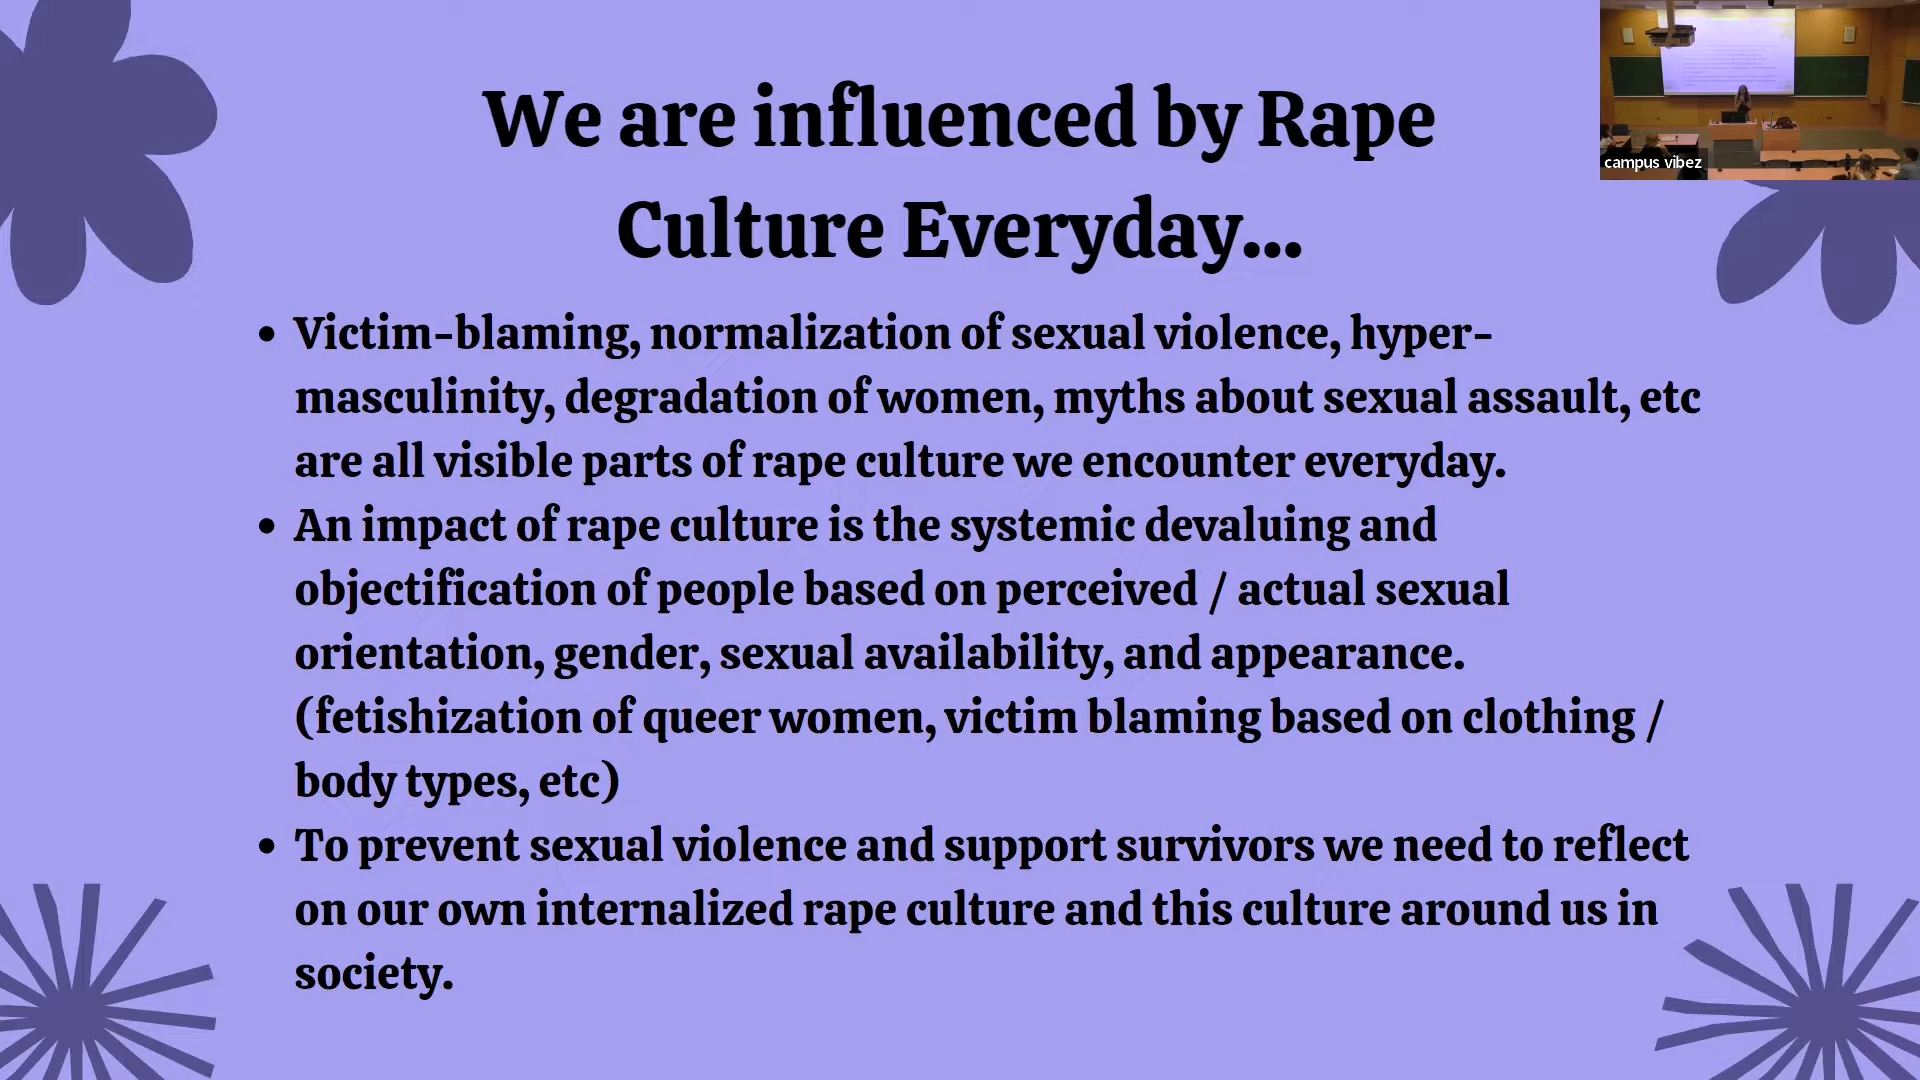 We are influenced by Rape
Culture Everyday...
campus vibez
• Victim-blaming, normalization of sexual violence, hyper-
masculinity, degradation of women, myths about sexual assault, etc
are all visible parts of rape culture we encounter everyday.
• An impact of rape culture is the systemic devaluing and
objectification of people based on perceived / actual sexual
orientation, gender, sexual availability, and appearance.
(fetishization of queer women, victim blaming based on clothing /
body types, etc)
• To prevent sexual violence and support survivors we need to reflect
on our own internalized rape culture and this culture around us in
society.